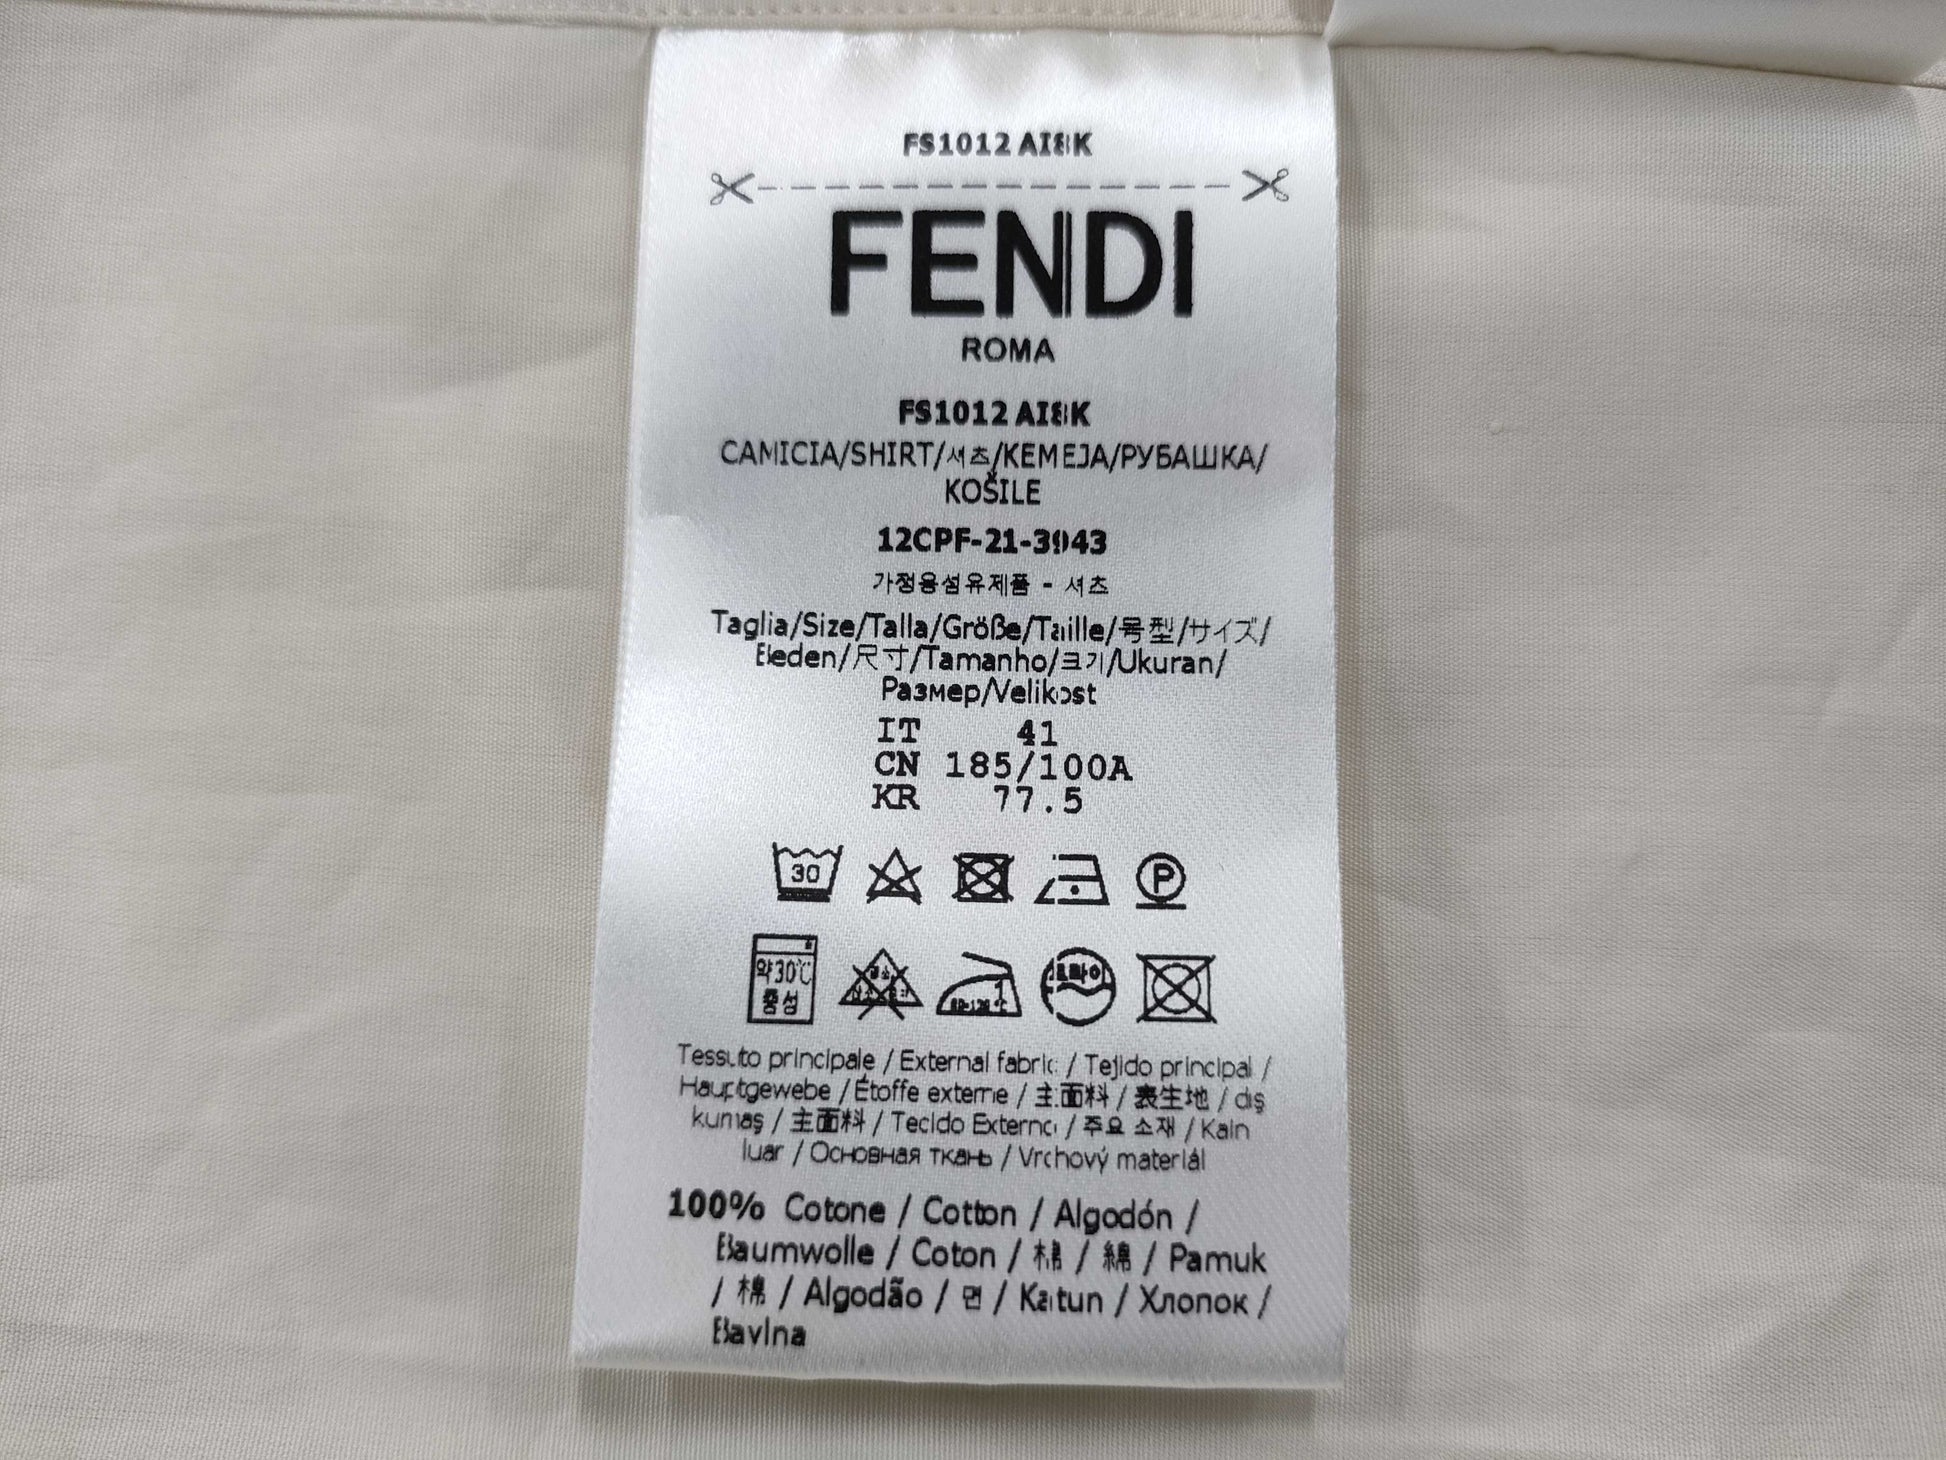 FS1012 AI8K
FENDI
ROMA
FS1012 AI8K
CAMICIA/SHIRT/셔츠/KEMEJA/РУБАШКА/
KOŠILE
12CPF-21-3943
가정용섬유제품 - 셔츠
Taglia/Size/Talla/Größe/Taille/号型/サイズ/
Beden/尺寸/Tamanho/크기/Ukuran/
Размер/Velikost
IT 41
CN 185/100A
KR 77.5
30 P
약30℃
중성
드라이
Tessuto principale / External fabric / Tejido principal /
Hauptgewebe / Étoffe externe / 主面料 / 表生地 / dış
kumaş / 主面料 / Tecido Externo / 주요 소재 / Kain
luar / Основная ткань / Vrchový materiál
100% Cotone / Cotton / Algodón /
Baumwolle / Coton / 棉 / 綿 / Pamuk
/ 棉 / Algodão / 면 / Katun / Хлопок /
Bavlna